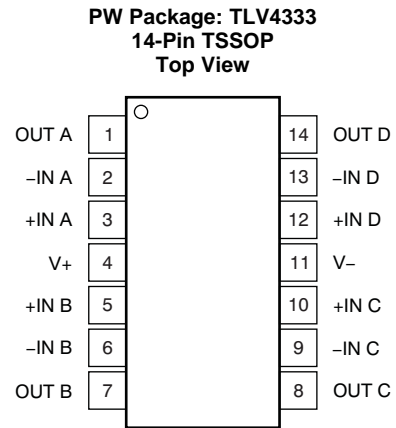 PW Package: TLV4333
14-Pin TSSOP
Top View
OUT A 1 14 OUT D
−IN A 2 13 −IN D
+IN A 3 12 +IN D
V+ 4 11 V−
+IN B 5 10 +IN C
−IN B 6 9 −IN C
OUT B 7 8 OUT C